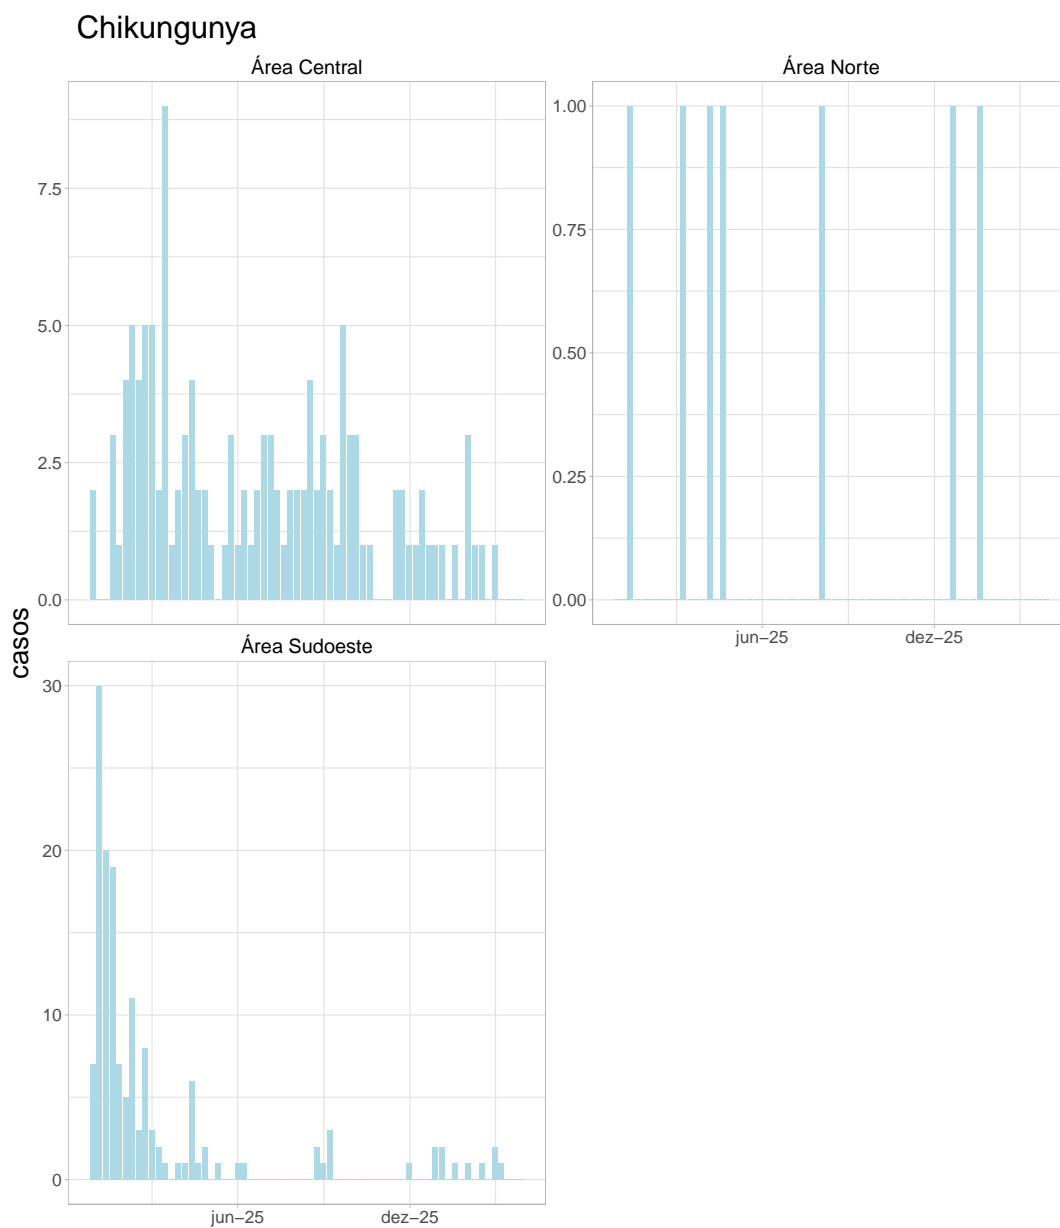 Chikungunya
Área Central
7.5
5.0
2.5
0.0
Área Norte
1.00
0.75
0.50
0.25
0.00
jun−25
dez−25
casos
Área Sudoeste
30
20
10
0
jun−25
dez−25